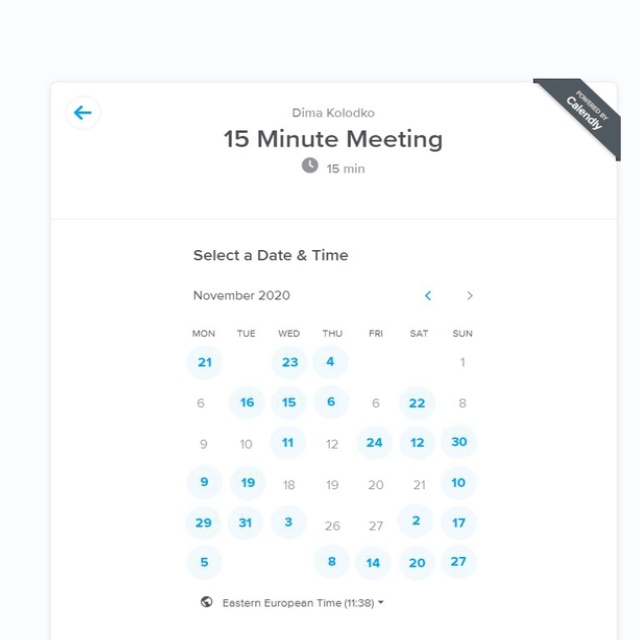 POWERED BY
Calendly
Dima Kolodko
15 Minute Meeting
15 min
Select a Date & Time
November 2020
MON TUE WED THU FRI SAT SUN
21 23 4 1
6 16 15 6 6 22 8
9 10 11 12 24 12 30
9 19 18 19 20 21 10
29 31 3 26 27 2 17
5 8 14 20 27
Eastern European Time (11:38)